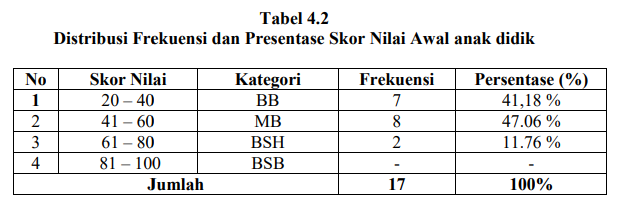 Tabel 4.2
Distribusi Frekuensi dan Presentase Skor Nilai Awal anak didik
No Skor Nilai Kategori Frekuensi Persentase (%)
1 20 – 40 BB 7 41,18 %
2 41 – 60 MB 8 47.06 %
3 61 – 80 BSH 2 11.76 %
4 81 – 100 BSB - -
Jumlah 17 100%